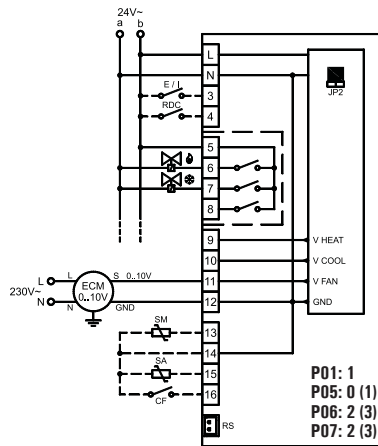 24V~
a b
L
N
JP2
E / I
3
RDC
4
5
6
7
8
9
V HEAT
10
V COOL
L
L
S 0..10V
11
V FAN
230V~
ECM
0..10V
N
N
GND
12
GND
SM
13
14
SA
15
CF
16
RS
P01: 1
P05: 0 (1)
P06: 2 (3)
P07: 2 (3)